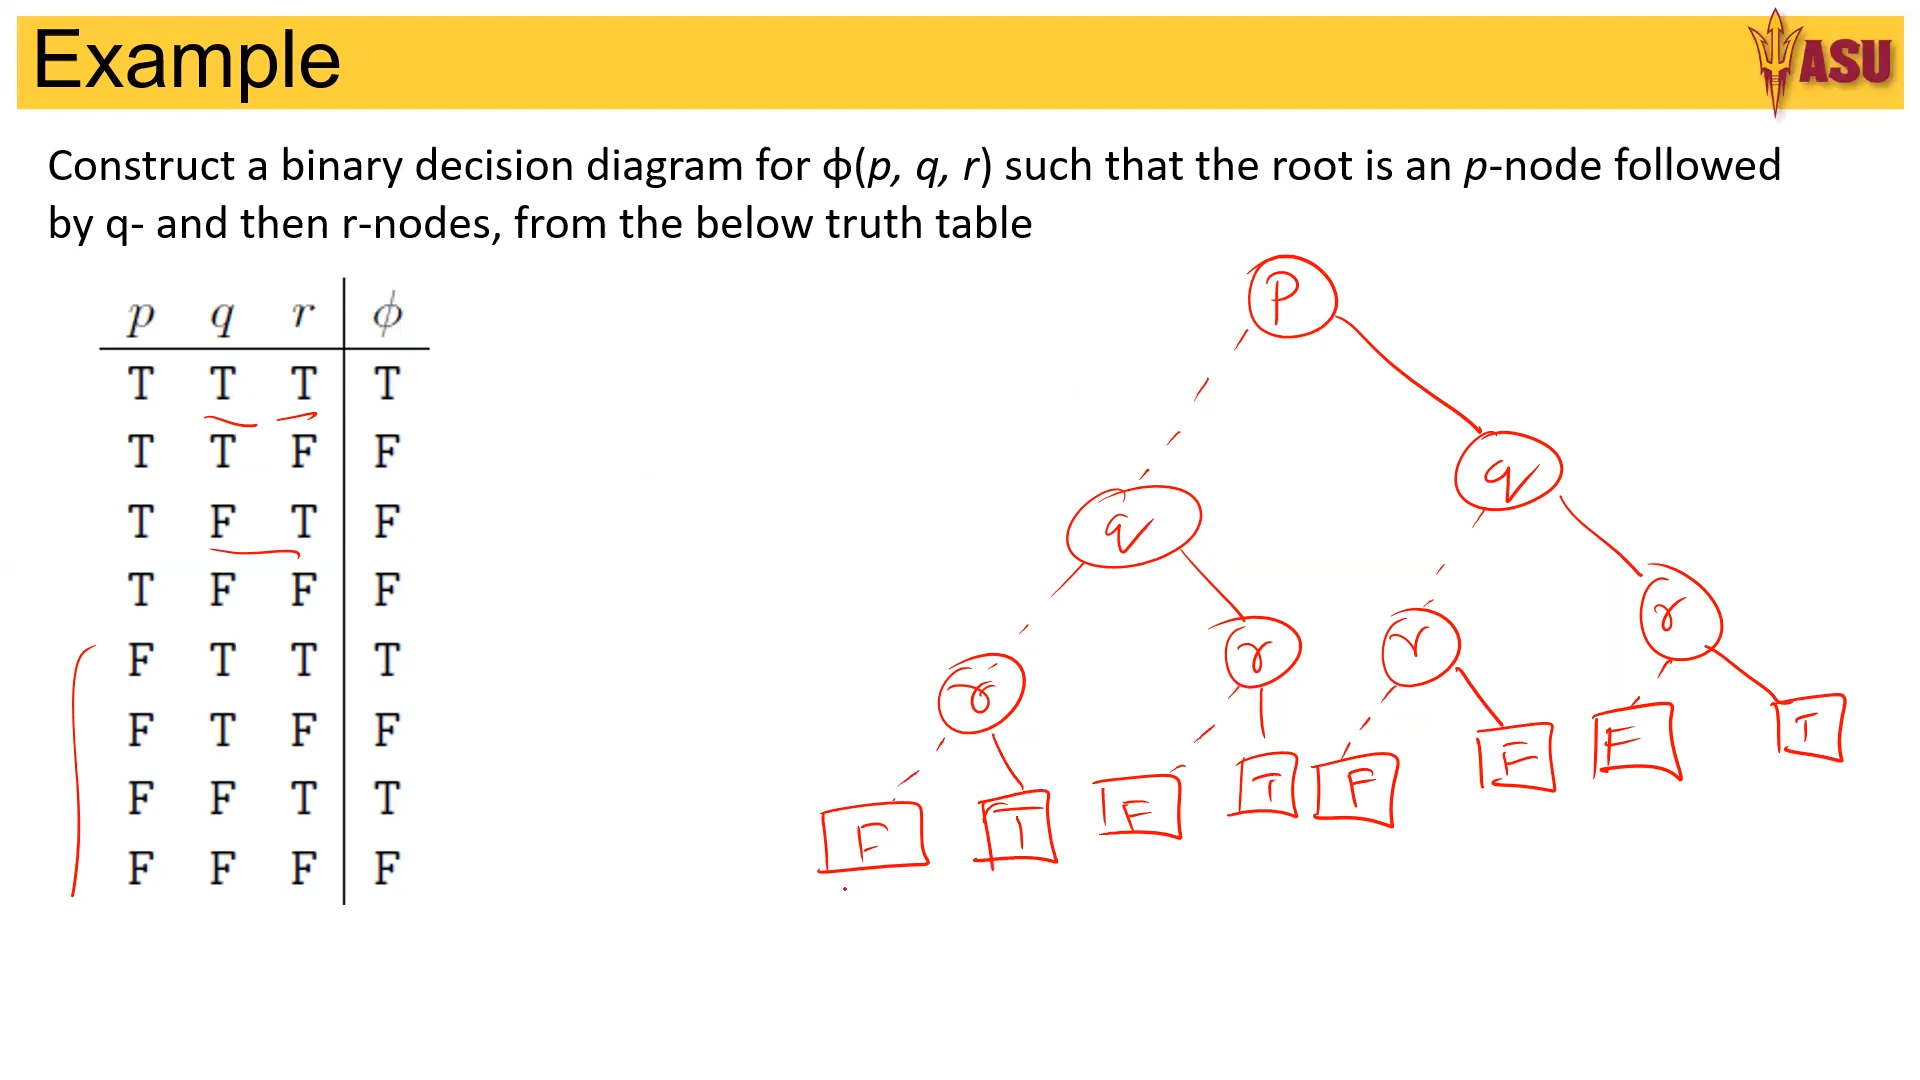 Example
ASU
Construct a binary decision diagram for ϕ(p, q, r) such that the root is an p-node followed
by q- and then r-nodes, from the below truth table
p q r ϕ
T T T T
T T F F
T F T F
T F F F
F T T T
F T F F
F F T T
F F F F
P
q
q
r
r
r
r
F T F T F F F T